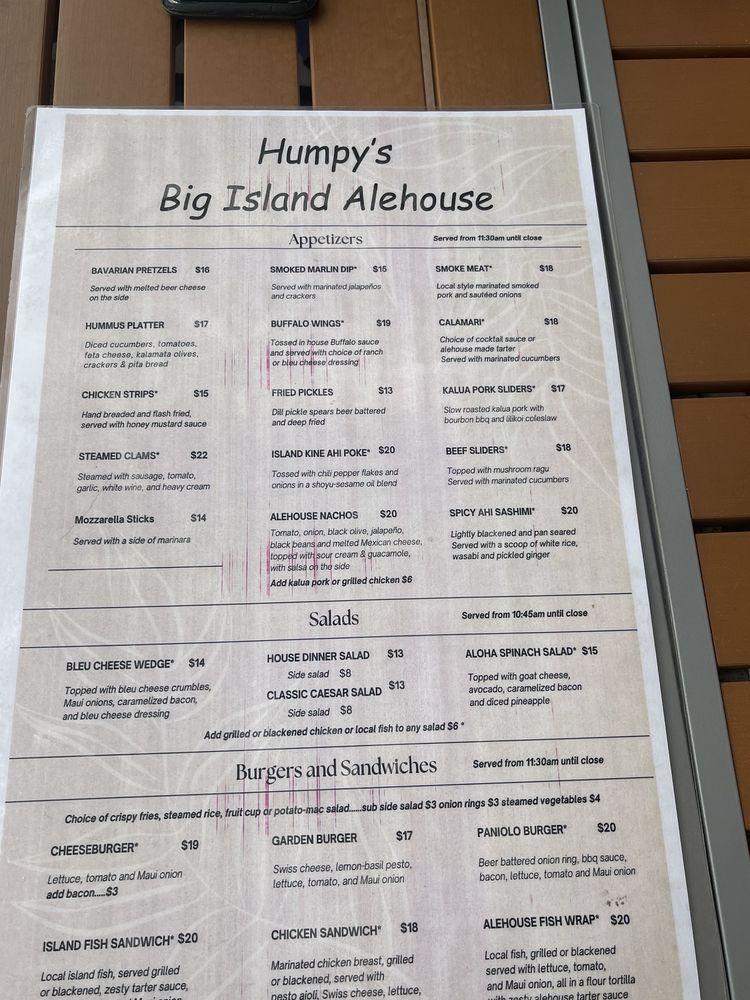 Humpy's
Big Island Alehouse
Appetizers
Served from 11:30am until close
BAVARIAN PRETZELS $16
Served with melted beer cheese
on the side
HUMMUS PLATTER $17
Diced cucumbers, tomatoes,
feta cheese, kalamata olives,
crackers & pita bread
CHICKEN STRIPS* $15
Hand breaded and flash fried,
served with honey mustard sauce
STEAMED CLAMS* $22
Steamed with sausage, tomato,
garlic, white wine, and heavy cream
Mozzarella Sticks $14
Served with a side of marinara
SMOKED MARLIN DIP* $15
Served with marinated jalapeños
and crackers
BUFFALO WINGS* $19
Tossed in house Buffalo sauce
and served with choice of ranch
or bleu cheese dressing
FRIED PICKLES $13
Dill pickle spears beer battered
and deep fried
ISLAND KINE AHI POKE* $20
Tossed with chili pepper flakes and
onions in a shoyu-sesame oil blend
ALEHOUSE NACHOS $20
Tomato, onion, black olive, jalapeño,
black beans and melted Mexican cheese,
topped with sour cream & guacamole,
with salsa on the side
Add kalua pork or grilled chicken $6
SMOKE MEAT* $18
Local style marinated smoked
pork and sautéed onions
CALAMARI* $18
Choice of cocktail sauce or
alehouse made tarter
Served with marinated cucumbers
KALUA PORK SLIDERS* $17
Slow roasted kalua pork with
bourbon bbq and lilikoi coleslaw
BEEF SLIDERS* $18
Topped with mushroom ragu
Served with marinated cucumbers
SPICY AHI SASHIMI* $20
Lightly blackened and pan seared
Served with a scoop of white rice,
wasabi and pickled ginger
Salads
Served from 10:45am until close
BLEU CHEESE WEDGE* $14
Topped with bleu cheese crumbles,
Maui onions, caramelized bacon,
and bleu cheese dressing
HOUSE DINNER SALAD $13
Side salad $8
CLASSIC CAESAR SALAD $13
Side salad $8
ALOHA SPINACH SALAD* $15
Topped with goat cheese,
avocado, caramelized bacon
and diced pineapple
Add grilled or blackened chicken or local fish to any salad $6 *
Burgers and Sandwiches
Served from 11:30am until close
Choice of crispy fries, steamed rice, fruit cup or potato-mac salad......sub side salad $3 onion rings $3 steamed vegetables $4
CHEESEBURGER* $19
Lettuce, tomato and Maui onion
add bacon.....$3
GARDEN BURGER $17
Swiss cheese, lemon-basil pesto,
lettuce, tomato, and Maui onion
PANIOLO BURGER* $20
Beer battered onion ring, bbq sauce,
bacon, lettuce, tomato and Maui onion
ISLAND FISH SANDWICH* $20
Local island fish, served grilled
or blackened, zesty tarter sauce,
CHICKEN SANDWICH* $18
Marinated chicken breast, grilled
or blackened, served with
pesto aioli, Swiss cheese, lettuce,
ALEHOUSE FISH WRAP* $20
Local fish, grilled or blackened
served with lettuce, tomato,
and Maui onion, all in a flour tortilla
with zesty alehouse tarter sauce